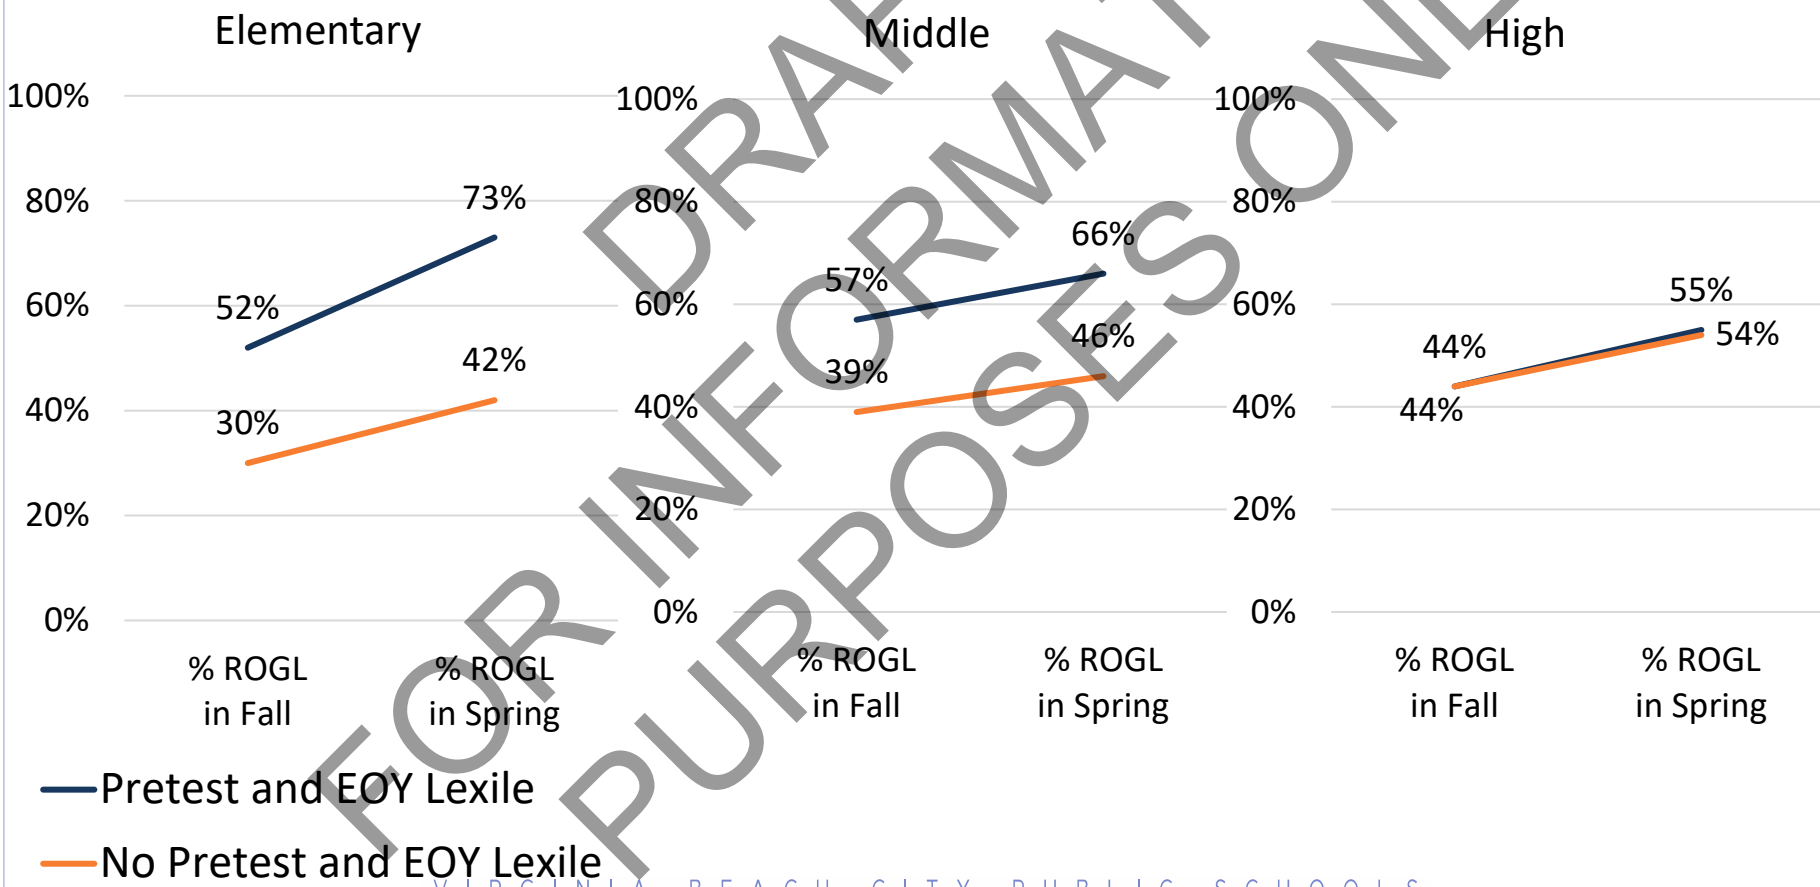 Elementary
100%
80%
60%
40%
20%
0%
52%
73%
30%
42%
% ROGL
in Fall
% ROGL
in Spring
Middle
100%
80%
60%
40%
20%
0%
57%
66%
39%
46%
% ROGL
in Fall
% ROGL
in Spring
High
100%
80%
60%
40%
20%
0%
44%
55%
44%
54%
% ROGL
in Fall
% ROGL
in Spring
Pretest and EOY Lexile
No Pretest and EOY Lexile
FOR INFORMAT
PURPOSES ONL
DRAF
VIRGINIA BEACH CITY PUBLIC SCHOOLS